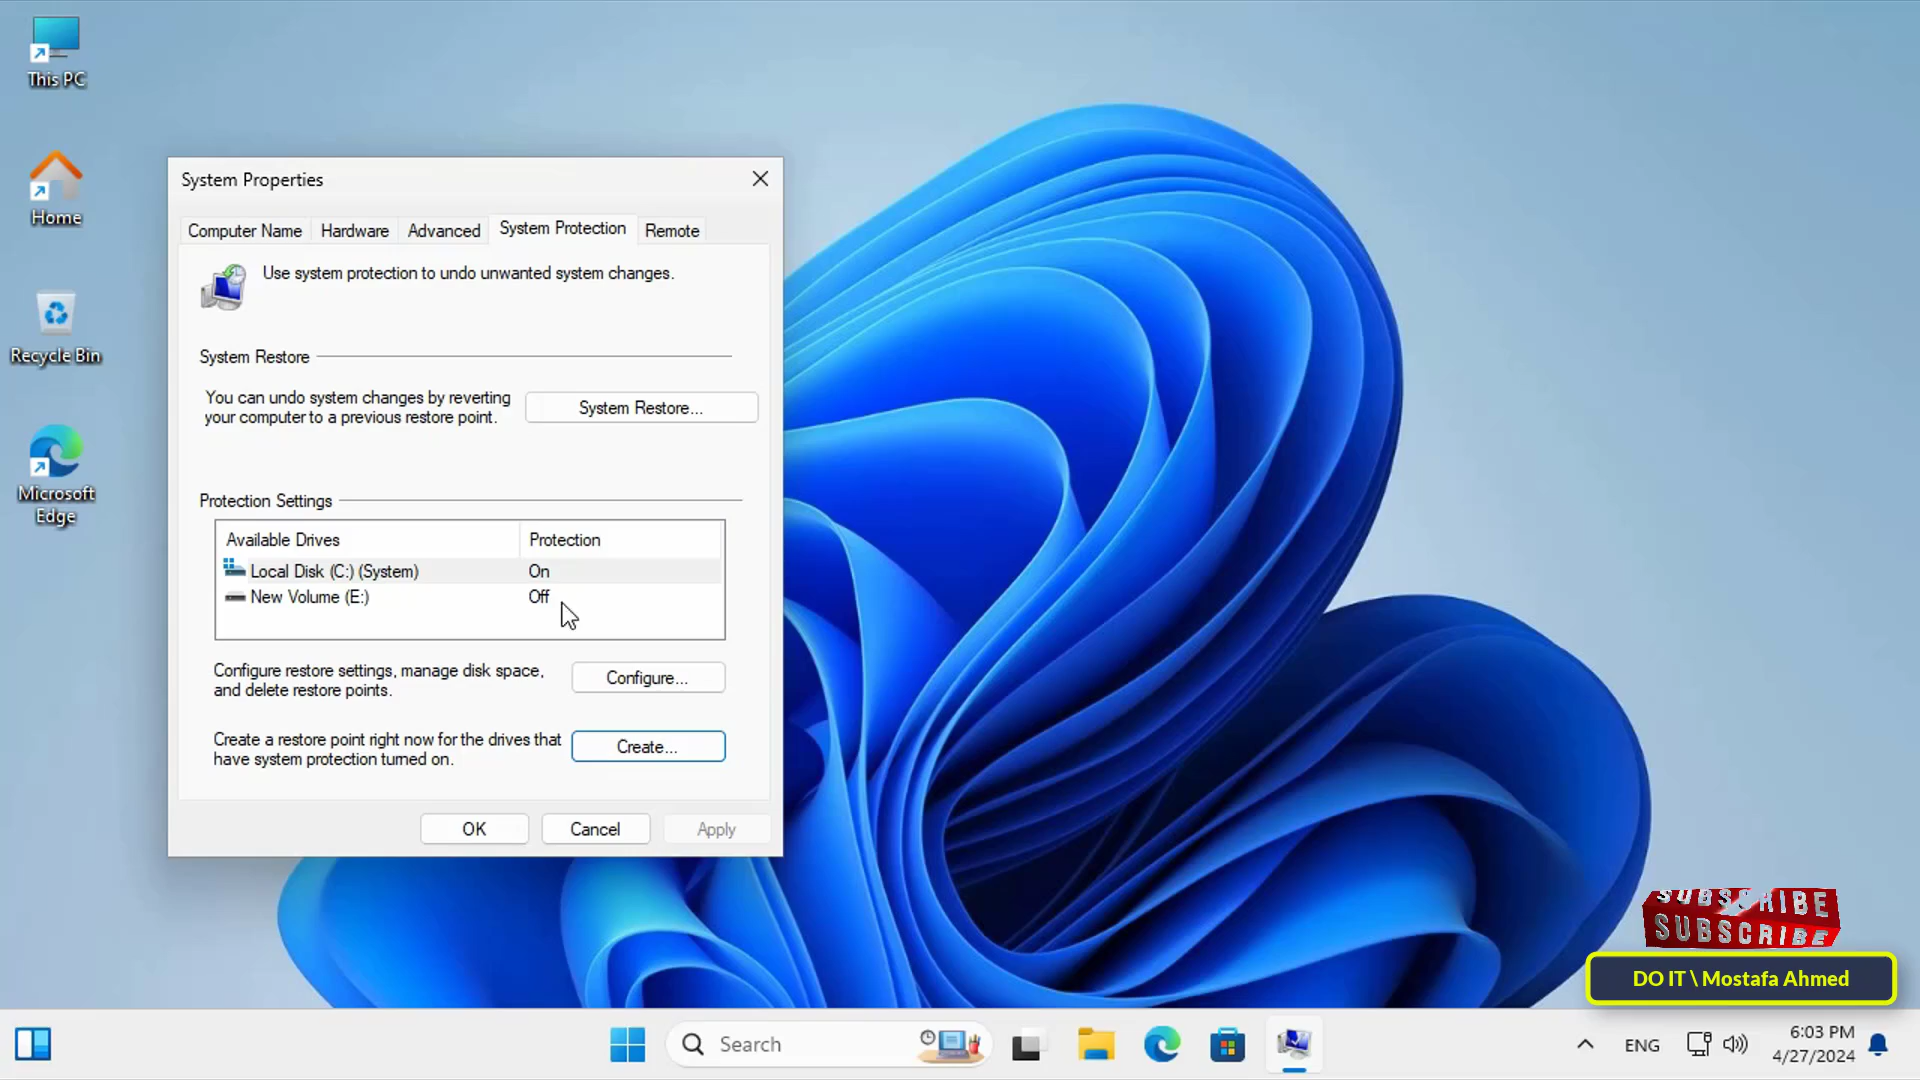 This PC
Home
Recycle Bin
Microsoft
Edge
System Properties
Computer Name
Hardware
Advanced
System Protection
Remote
Use system protection to undo unwanted system changes.
System Restore
You can undo system changes by reverting
your computer to a previous restore point.
System Restore...
Protection Settings
Available Drives
Protection
Local Disk (C:) (System)
On
New Volume (E:)
Off
Configure restore settings, manage disk space,
and delete restore points.
Configure...
Create a restore point right now for the drives that
have system protection turned on.
Create...
OK
Cancel
Apply
SUBSCRIBE
SUBSCRIBE
DO IT \ Mostafa Ahmed
Search
ENG
6:03 PM
4/27/2024